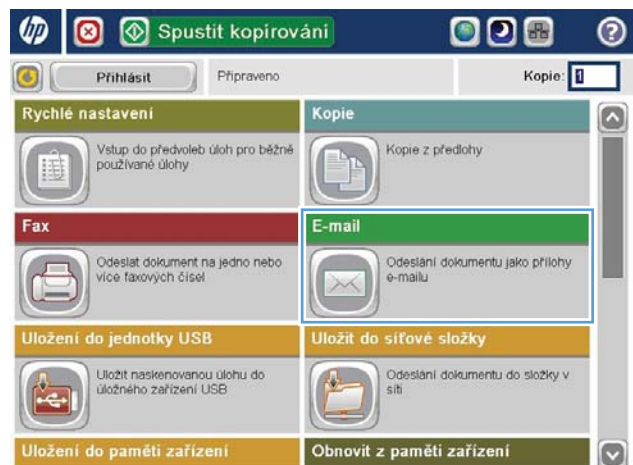 hp
Spustit kopírování
?
Přihlásit
Připraveno
Kopie: 1
Rychlé nastavení
Vstup do předvoleb úloh pro běžně
používané úlohy
Kopie
Kopie z předlohy
Fax
Odeslat dokument na jedno nebo
více faxových čísel
E-mail
Odeslání dokumentu jako přílohy
e-mailu
Uložení do jednotky USB
Uložit naskenovanou úlohu do
úložného zařízení USB
Uložit do síťové složky
Odeslání dokumentu do složky v
síti
Uložení do paměti zařízení
Obnovit z paměti zařízení